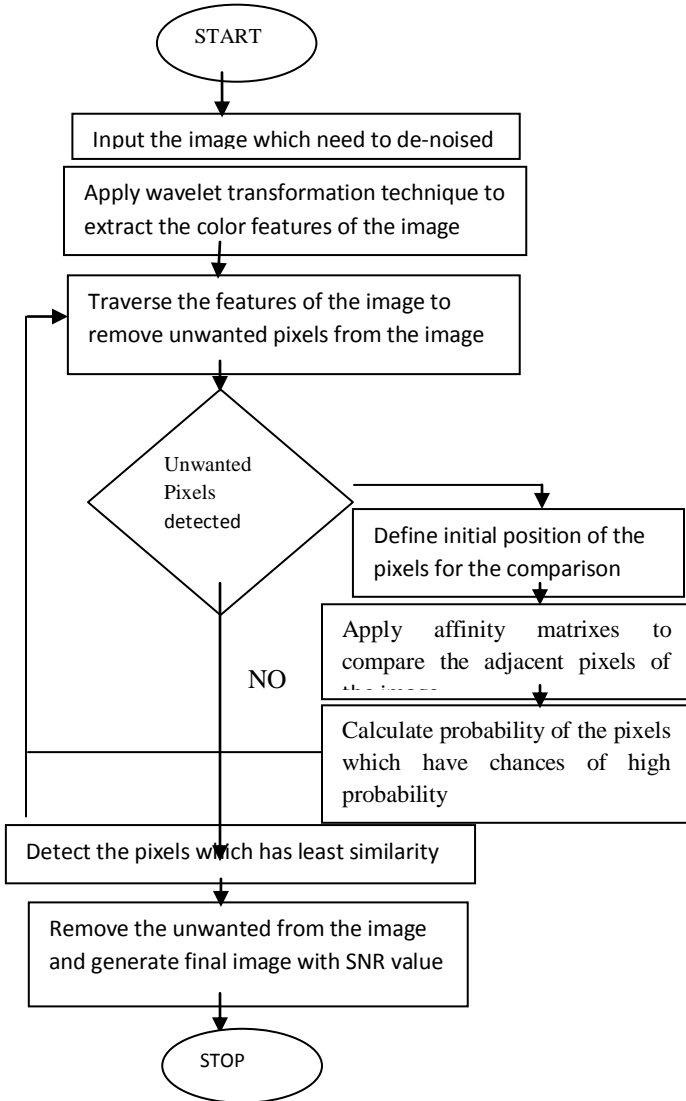 START
Input the image which need to de-noised
Apply wavelet transformation technique to
extract the color features of the image
Traverse the features of the image to
remove unwanted pixels from the image
Unwanted
Pixels
detected
Define initial position of the
pixels for the comparison
Apply affinity matrixes to
compare the adjacent pixels of
the image
NO
Calculate probability of the pixels
which have chances of high
probability
Detect the pixels which has least similarity
Remove the unwanted from the image
and generate final image with SNR value
STOP